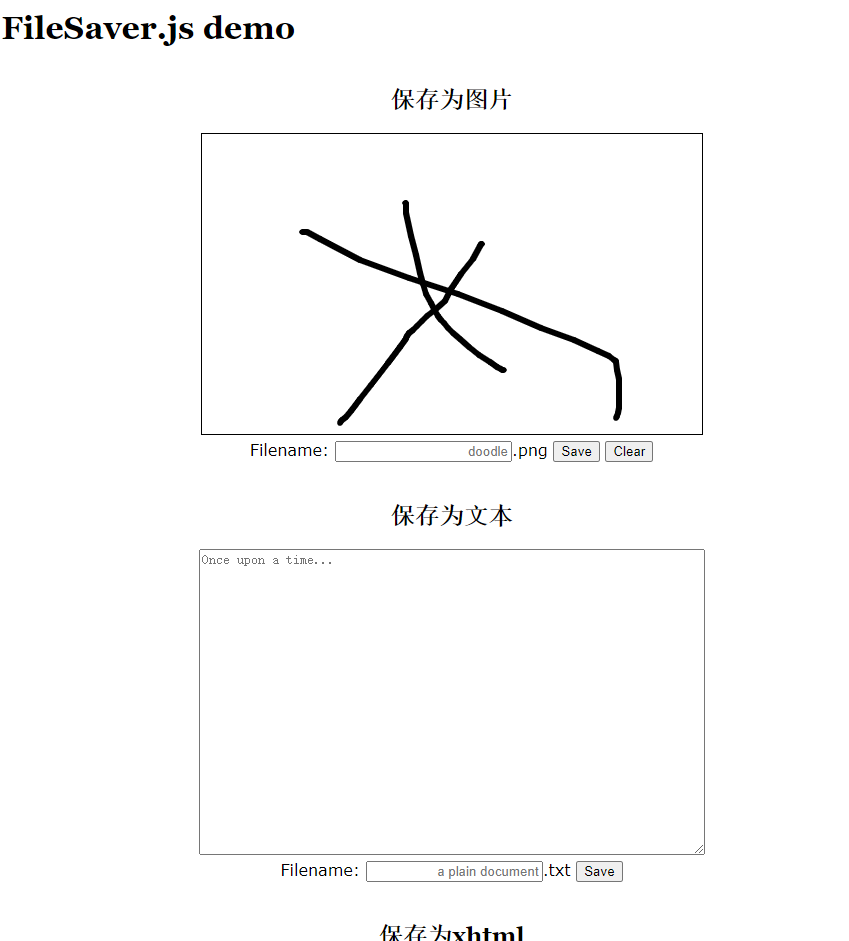 FileSaver.js demo
保存为图片
Filename: doodle.png Save Clear
保存为文本
Once upon a time...
Filename: a plain document.txt Save
保存为xhtml